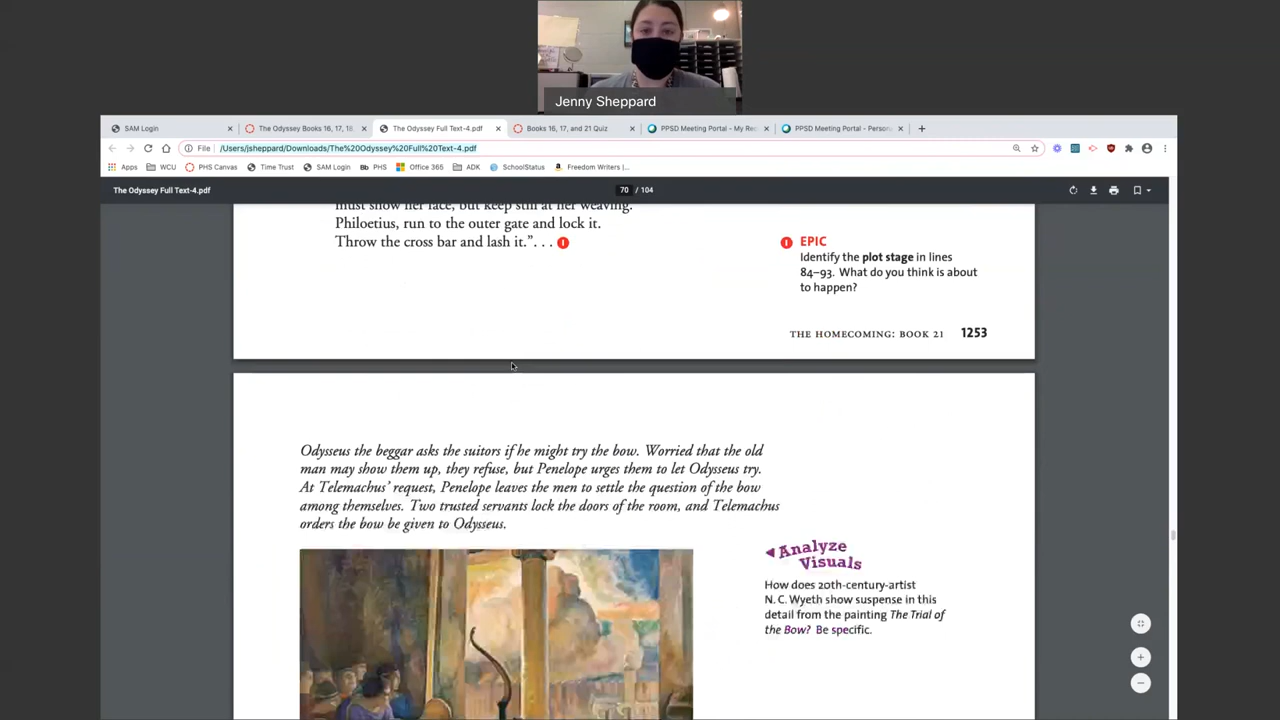 Jenny Sheppard
SAM Login
The Odyssey Books 16, 17, 18,
The Odyssey Full Text-4.pdf
Books 16, 17, and 21 Quiz
PPSD Meeting Portal - My Re
PPSD Meeting Portal - Person
File
/Users/jsheppard/Downloads/The%20Odyssey%20Full%20Text-4.pdf
Apps
WCU
PHS Canvas
Time Trust
SAM Login
Bb PHS
Office 365
ADK
SchoolStatus
Freedom Writers |...
The Odyssey Full Text-4.pdf
70 / 104
must show her face, but keep still at her weaving.
Philoetius, run to the outer gate and lock it.
Throw the cross bar and lash it.”. . .
EPIC
Identify the plot stage in lines
84–93. What do you think is about
to happen?
THE HOMECOMING: BOOK 21 1253
Odysseus the beggar asks the suitors if he might try the bow. Worried that the old
man may show them up, they refuse, but Penelope urges them to let Odysseus try.
At Telemachus’ request, Penelope leaves the men to settle the question of the bow
among themselves. Two trusted servants lock the doors of the room, and Telemachus
orders the bow be given to Odysseus.
Analyze
Visuals
How does 20th-century-artist
N. C. Wyeth show suspense in this
detail from the painting The Trial of
the Bow? Be specific.